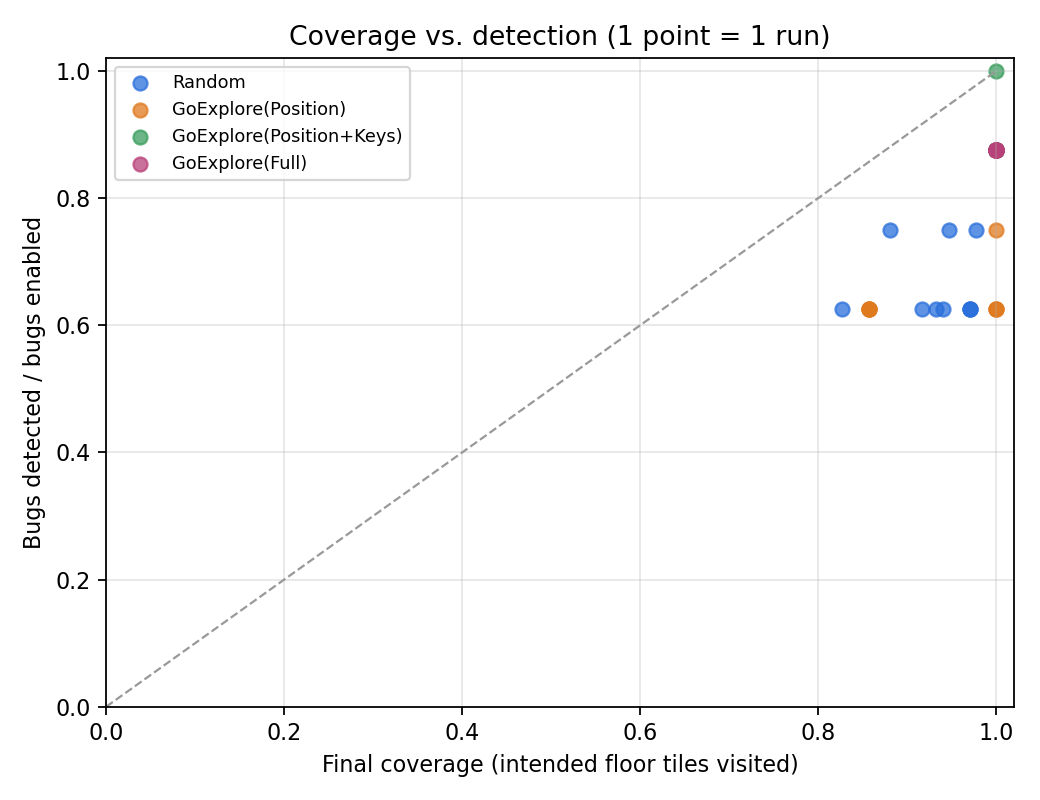 Coverage vs. detection (1 point = 1 run)
Random
GoExplore(Position)
GoExplore(Position+Keys)
GoExplore(Full)
Bugs detected / bugs enabled
1.0
0.8
0.6
0.4
0.2
0.0
0.0 0.2 0.4 0.6 0.8 1.0
Final coverage (intended floor tiles visited)